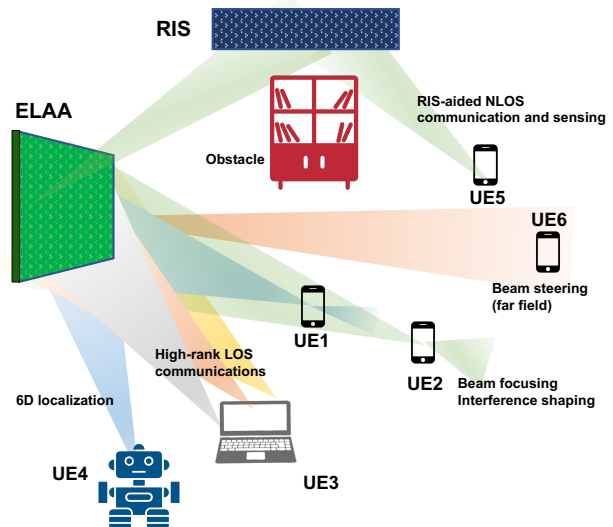 RIS
ELAA
RIS-aided NLOS
communication and sensing
Obstacle
UE5
UE6
Beam steering
(far field)
UE1
High-rank LOS
communications
UE2
Beam focusing
Interference shaping
6D localization
UE4
UE3